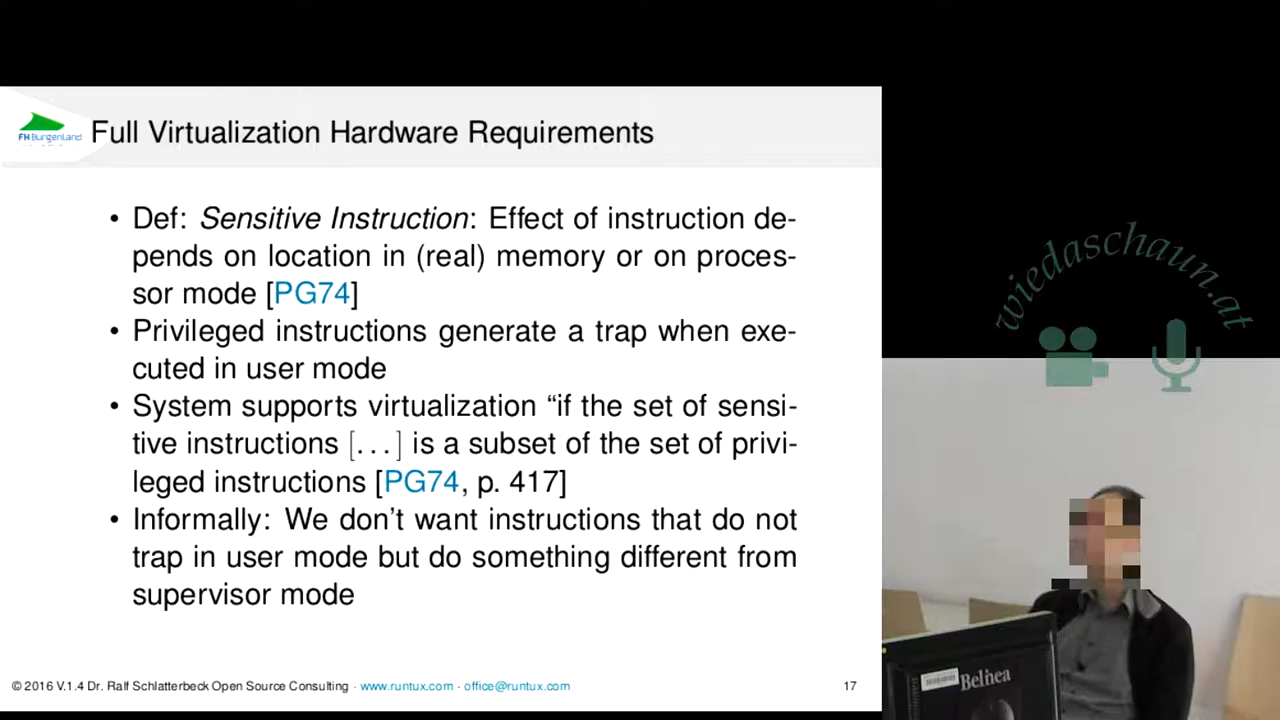 FH Burgenland
Full Virtualization Hardware Requirements
• Def: Sensitive Instruction: Effect of instruction de-
pends on location in (real) memory or on proces-
sor mode [PG74]
• Privileged instructions generate a trap when exe-
cuted in user mode
• System supports virtualization “if the set of sensi-
tive instructions [...] is a subset of the set of privi-
leged instructions [PG74, p. 417]
• Informally: We don’t want instructions that do not
trap in user mode but do something different from
supervisor mode
© 2016 V.1.4 Dr. Ralf Schlatterbeck Open Source Consulting · www.runtux.com · office@runtux.com
17
wiedaschaun.at
Belinea